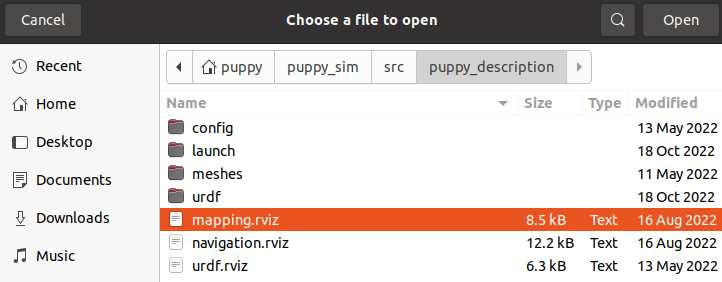 Cancel Choose a file to open Open
Recent
Home
Desktop
Documents
Downloads
Music
puppy puppy_sim src puppy_description
Name Size Type Modified
config 13 May 2022
launch 18 Oct 2022
meshes 11 May 2022
urdf 18 Oct 2022
mapping.rviz 8.5 kB Text 16 Aug 2022
navigation.rviz 12.2 kB Text 16 Aug 2022
urdf.rviz 6.3 kB Text 13 May 2022